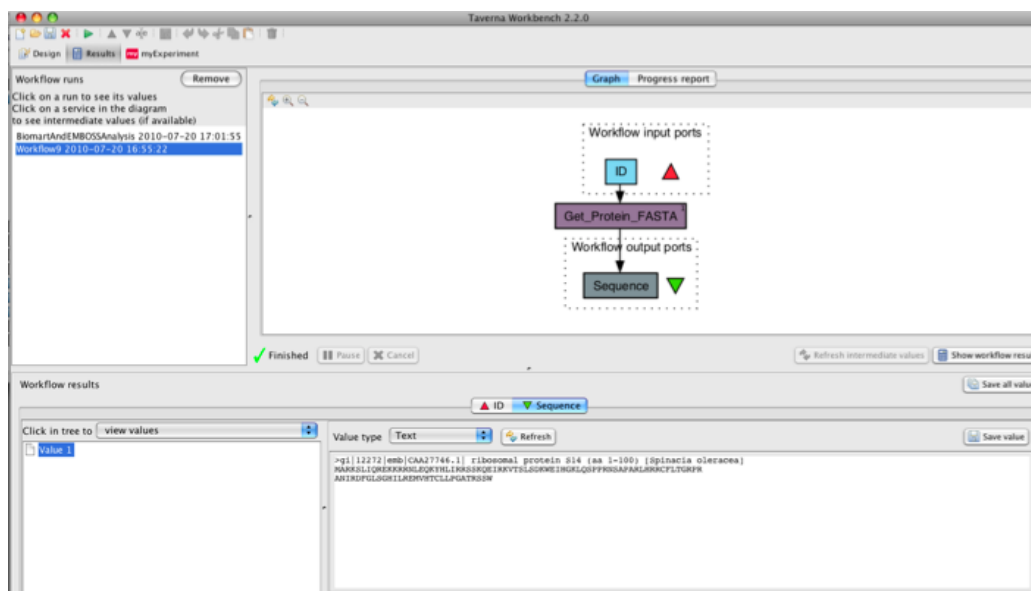 Taverna Workbench 2.2.0
Design Results my myExperiment
Workflow runs Remove
Click on a run to see its values
Click on a service in the diagram
to see intermediate values (if available)
BiomartAndEMBOSSAnalysis 2010-07-20 17:01:55
Workflow9 2010-07-20 16:55:22
Graph Progress report
Workflow input ports
ID
Get_Protein_FASTA
Workflow output ports
Sequence
Finished Pause Cancel Refresh intermediate values Show workflow resu
Workflow results Save all valu
ID Sequence
Click in tree to view values
Value 1
Value type Text Refresh Save value
>gi|12272|emb|CAA27746.1| ribosomal protein S14 (aa 1-100) [Spinacia oleracea]